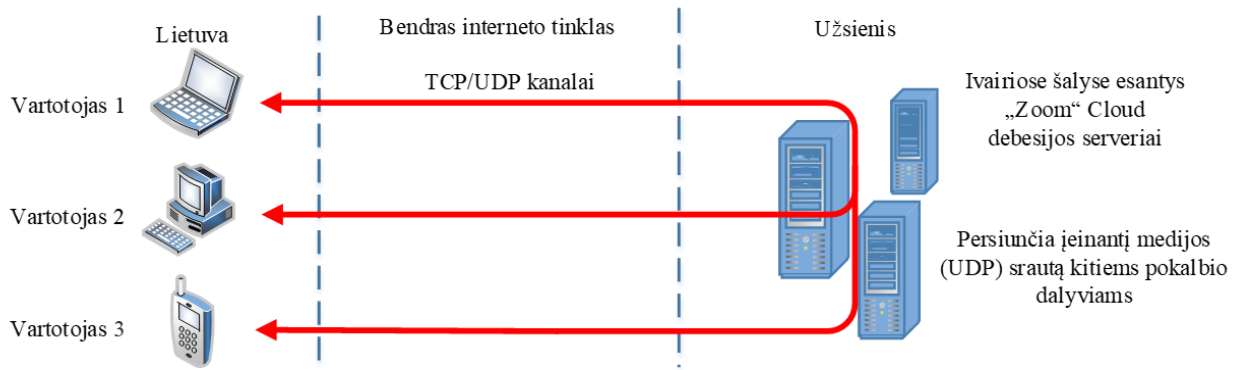 Lietuva
Bendras interneto tinklas
Užsienis
TCP/UDP kanalai
Vartotojas 1
Ivairiose šalyse esantys
„Zoom“ Cloud
debesijos serveriai
Vartotojas 2
Persiunčia įeinantį medijos
(UDP) srautą kitiems pokalbio
dalyviams
Vartotojas 3